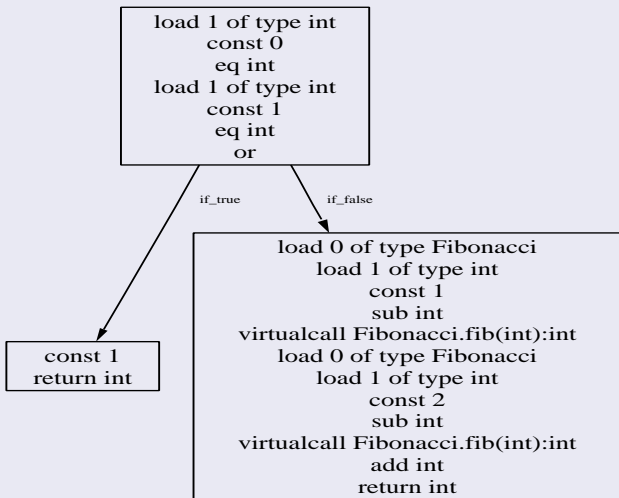 load 1 of type int
const 0
eq int
load 1 of type int
const 1
eq int
or
if_true
if_false
const 1
return int
load 0 of type Fibonacci
load 1 of type int
const 1
sub int
virtualcall Fibonacci.fib(int):int
load 0 of type Fibonacci
load 1 of type int
const 2
sub int
virtualcall Fibonacci.fib(int):int
add int
return int